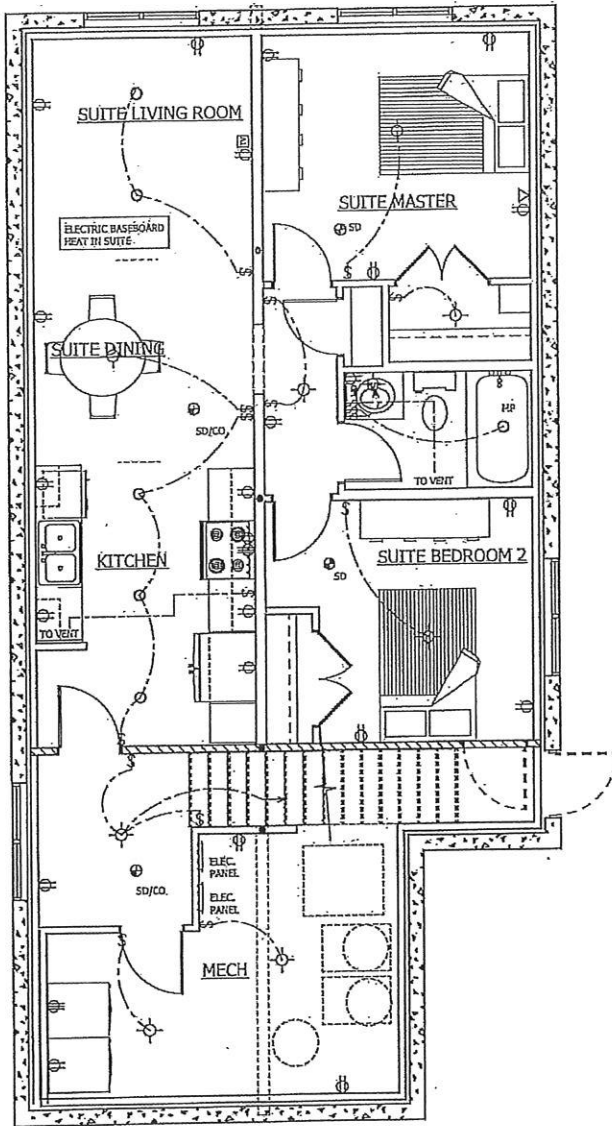 SUITE LIVING ROOM
ELECTRIC BASEBOARD
HEAT IN SUITE
SUITE MASTER
SD
SUITE DINING
SD/CO.
H.P
TO VENT
KITCHEN
SUITE BEDROOM 2
SD
TO VENT
SD/CO.
ELEC.
PANEL
ELEC.
PANEL
MECH